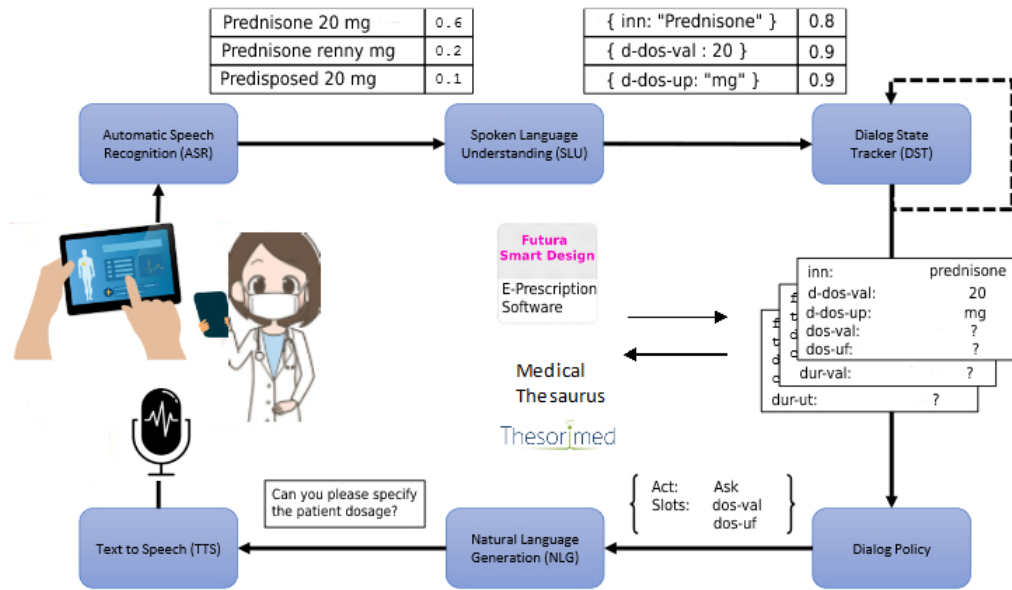 Prednisone 20 mg 0.6
Prednisone renny mg 0.2
Predisposed 20 mg 0.1
{ inn: "Prednisone" } 0.8
{ d-dos-val : 20 } 0.9
{ d-dos-up: "mg" } 0.9
Automatic Speech
Recognition (ASR)
Spoken Language
Understanding (SLU)
Dialog State
Tracker (DST)
Futura
Smart Design
E-Prescription
Software
Medical
Thesaurus
Thesorimed
inn: prednisone
d-dos-val: 20
d-dos-up: mg
dos-val: ?
dos-uf: ?
dur-val: ?
dur-ut: ?
Act: Ask
Slots: dos-val
dos-uf
Can you please specify
the patient dosage?
Text to Speech (TTS)
Natural Language
Generation (NLG)
Dialog Policy